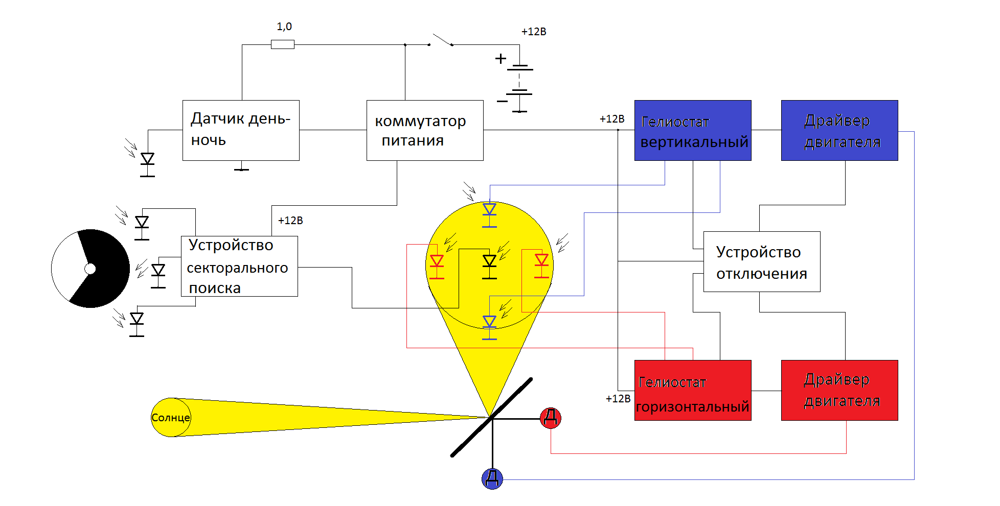 1,0
+12В
+
−
Датчик день-
ночь
коммутатор
питания
+12В
Гелиостат
вертикальный
Драйвер
двигателя
+12В
Устройство
секторального
поиска
Устройство
отключения
Гелиостат
горизонтальный
+12В
Драйвер
двигателя
Солнце
Д
Д